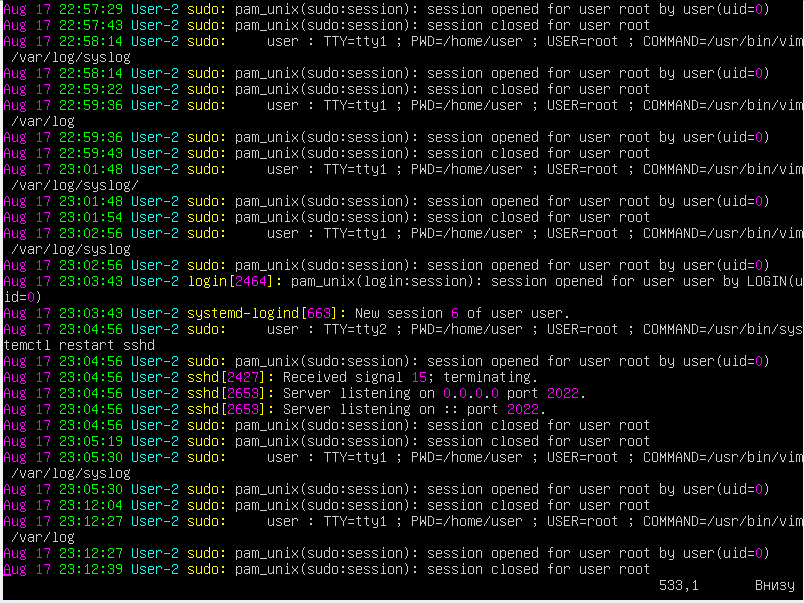 Aug 17 22:57:29 User-2 sudo: pam_unix(sudo:session): session opened for user root by user(uid=0)
Aug 17 22:57:43 User-2 sudo: pam_unix(sudo:session): session closed for user root
Aug 17 22:58:14 User-2 sudo:     user : TTY=tty1 ; PWD=/home/user ; USER=root ; COMMAND=/usr/bin/vim
 /var/log/syslog
Aug 17 22:58:14 User-2 sudo: pam_unix(sudo:session): session opened for user root by user(uid=0)
Aug 17 22:59:22 User-2 sudo: pam_unix(sudo:session): session closed for user root
Aug 17 22:59:36 User-2 sudo:     user : TTY=tty1 ; PWD=/home/user ; USER=root ; COMMAND=/usr/bin/vim
 /var/log
Aug 17 22:59:36 User-2 sudo: pam_unix(sudo:session): session opened for user root by user(uid=0)
Aug 17 22:59:43 User-2 sudo: pam_unix(sudo:session): session closed for user root
Aug 17 23:01:48 User-2 sudo:     user : TTY=tty1 ; PWD=/home/user ; USER=root ; COMMAND=/usr/bin/vim
 /var/log/syslog/
Aug 17 23:01:48 User-2 sudo: pam_unix(sudo:session): session opened for user root by user(uid=0)
Aug 17 23:01:54 User-2 sudo: pam_unix(sudo:session): session closed for user root
Aug 17 23:02:56 User-2 sudo:     user : TTY=tty1 ; PWD=/home/user ; USER=root ; COMMAND=/usr/bin/vim
 /var/log/syslog
Aug 17 23:02:56 User-2 sudo: pam_unix(sudo:session): session opened for user root by user(uid=0)
Aug 17 23:03:43 User-2 login[2464]: pam_unix(login:session): session opened for user user by LOGIN(u
id=0)
Aug 17 23:03:43 User-2 systemd-logind[663]: New session 6 of user user.
Aug 17 23:04:56 User-2 sudo:     user : TTY=tty2 ; PWD=/home/user ; USER=root ; COMMAND=/usr/bin/sys
temctl restart sshd
Aug 17 23:04:56 User-2 sudo: pam_unix(sudo:session): session opened for user root by user(uid=0)
Aug 17 23:04:56 User-2 sshd[2427]: Received signal 15; terminating.
Aug 17 23:04:56 User-2 sshd[2653]: Server listening on 0.0.0.0 port 2022.
Aug 17 23:04:56 User-2 sshd[2653]: Server listening on :: port 2022.
Aug 17 23:04:56 User-2 sudo: pam_unix(sudo:session): session closed for user root
Aug 17 23:05:19 User-2 sudo: pam_unix(sudo:session): session closed for user root
Aug 17 23:05:30 User-2 sudo:     user : TTY=tty1 ; PWD=/home/user ; USER=root ; COMMAND=/usr/bin/vim
 /var/log/syslog
Aug 17 23:05:30 User-2 sudo: pam_unix(sudo:session): session opened for user root by user(uid=0)
Aug 17 23:12:04 User-2 sudo: pam_unix(sudo:session): session closed for user root
Aug 17 23:12:27 User-2 sudo:     user : TTY=tty1 ; PWD=/home/user ; USER=root ; COMMAND=/usr/bin/vim
 /var/log
Aug 17 23:12:27 User-2 sudo: pam_unix(sudo:session): session opened for user root by user(uid=0)
Aug 17 23:12:39 User-2 sudo: pam_unix(sudo:session): session closed for user root
533,1 Внизу